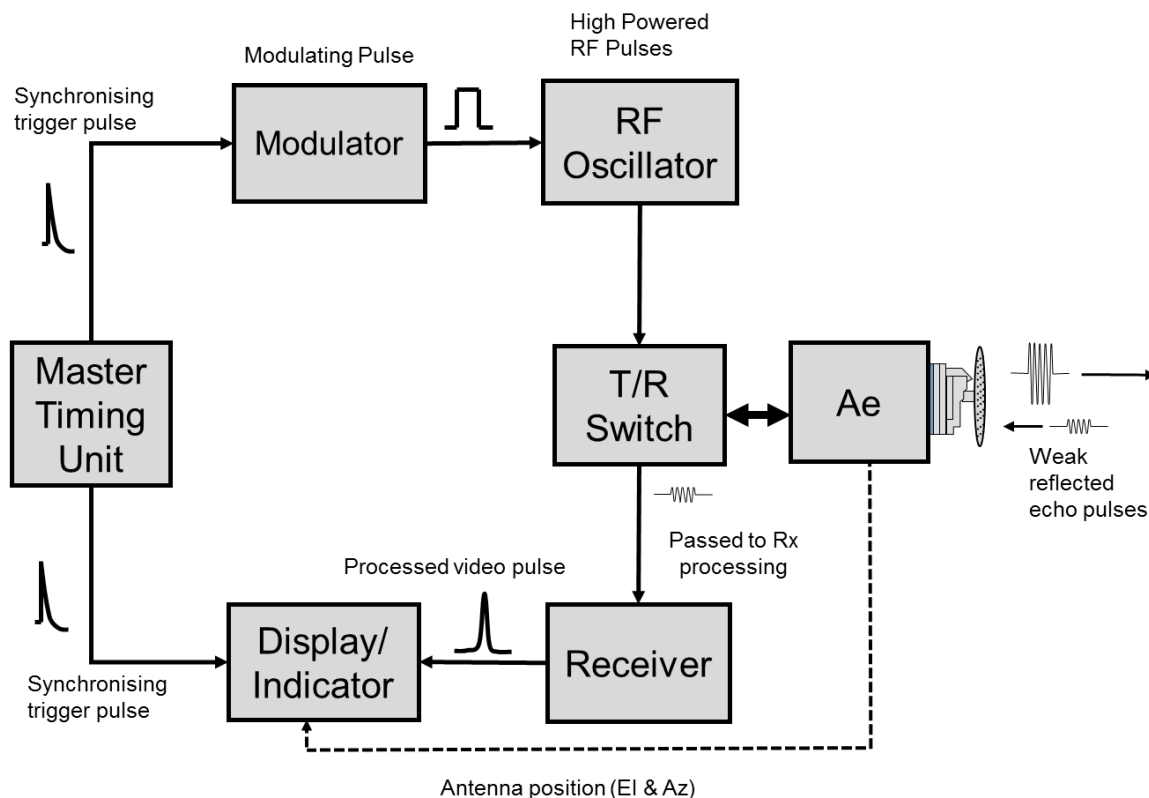 High Powered
RF Pulses
Modulating Pulse
Synchronising
trigger pulse
Modulator
RF
Oscillator
Master
Timing
Unit
T/R
Switch
Ae
Weak
reflected
echo pulses
Passed to Rx
processing
Processed video pulse
Display/
Indicator
Receiver
Synchronising
trigger pulse
Antenna position (El & Az)